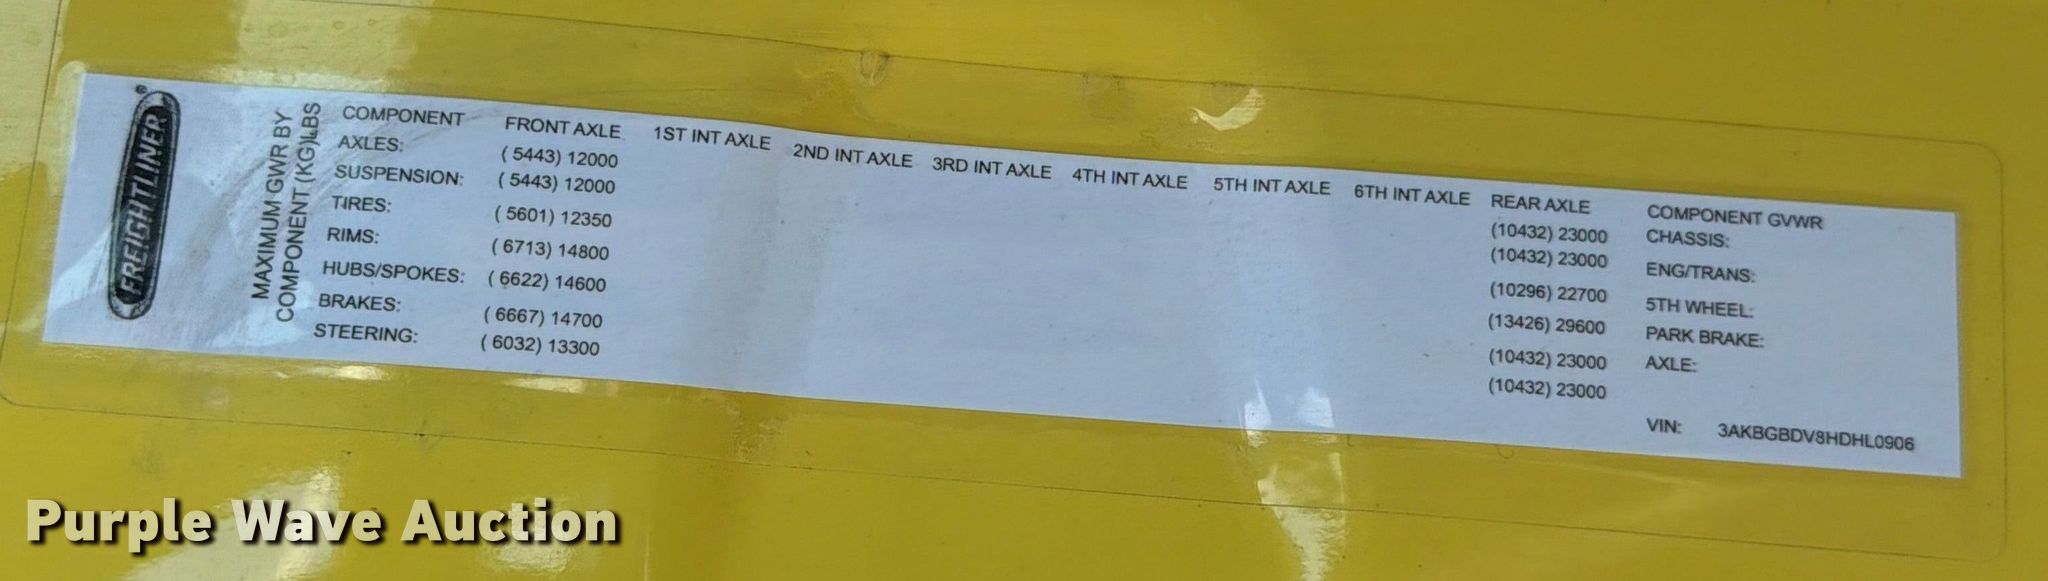 FREIGHTLINER®
MAXIMUM GWR BY
COMPONENT (KG)LBS
COMPONENT FRONT AXLE 1ST INT AXLE 2ND INT AXLE 3RD INT AXLE 4TH INT AXLE 5TH INT AXLE 6TH INT AXLE REAR AXLE COMPONENT GVWR
AXLES: ( 5443) 12000 (10432) 23000 CHASSIS:
SUSPENSION: ( 5443) 12000 (10432) 23000 ENG/TRANS:
TIRES: ( 5601) 12350 (10296) 22700 5TH WHEEL:
RIMS: ( 6713) 14800 (13426) 29600 PARK BRAKE:
HUBS/SPOKES: ( 6622) 14600 (10432) 23000 AXLE:
BRAKES: ( 6667) 14700 (10432) 23000
STEERING: ( 6032) 13300
VIN: 3AKBGBDV8HDHL0906
Purple Wave Auction